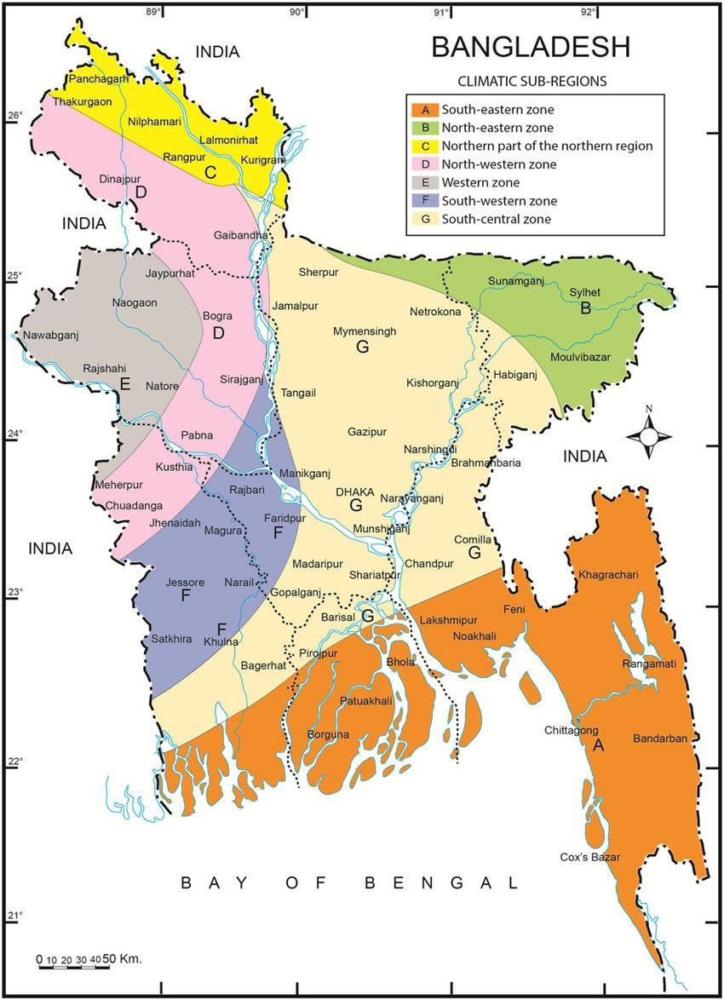 89°
90°
91°
92°
BANGLADESH
CLIMATIC SUB-REGIONS
A South-eastern zone
B North-eastern zone
C Northern part of the northern region
D North-western zone
E Western zone
F South-western zone
G South-central zone
INDIA
Panchagarh
Thakurgaon
26°
Nilphamari
Lalmonirhat
Rangpur
Kurigram
C
Dinajpur
D
INDIA
Gaibandha
25°
Jaypurhat
Sherpur
Sunamganj
Sylhet
B
Naogaon
Jamalpur
Netrokona
Bogra
D
Mymensingh
G
Nawabganj
Moulvibazar
Rajshahi
E
Natore
Sirajganj
Habiganj
Kishorganj
Tangail
N
24°
Pabna
Gazipur
Narshingdi
INDIA
Kusthia
Manikganj
Brahmanbaria
Meherpur
Rajbari
DHAKA
G
Narayanganj
Chuadanga
Jhenaidah
Faridpur
F
Magura
Munshiganj
INDIA
Comilla
G
Madaripur
Chandpur
Shariatpur
Khagrachari
23°
Jessore
F
Narail
Gopalganj
Barisal
G
Feni
Lakshmipur
Noakhali
Satkhira
F
Khulna
Pirojpur
Bagerhat
Bhola
Rangamati
Patuakhali
Borguna
Chittagong
A
Bandarban
22°
Cox's Bazar
BAY OF BENGAL
21°
0 10 20 30 40 50 Km.